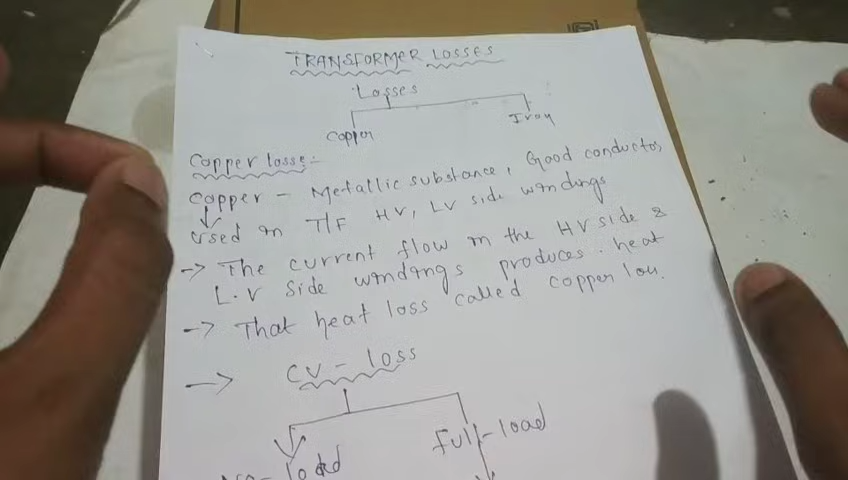 TRANSFORMER LOSSES
Losses
Copper
Iron
Copper losse:-
Copper - Metallic substance, Good conductor,
Used in T/F HV, LV side windings
-> The current flow in the HV side &
L.V side windings produces heat
-> That heat loss called copper loss.
-> CU - loss
No-load
Full-load